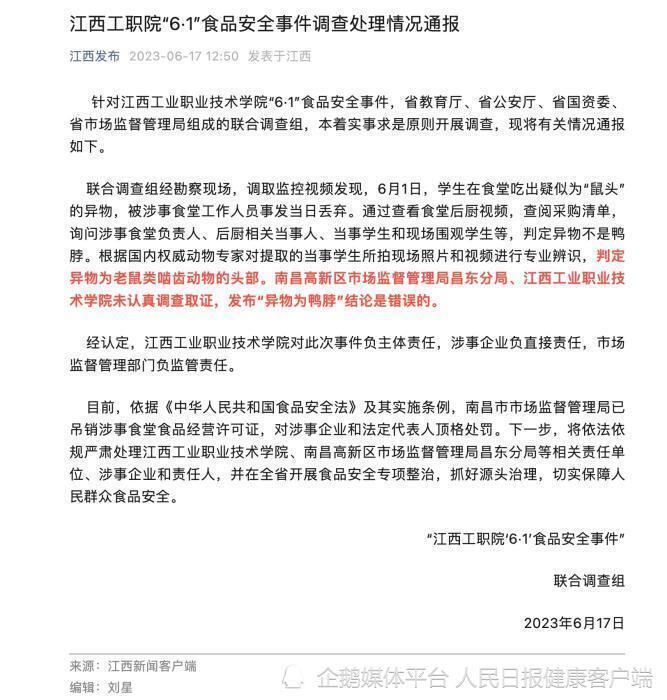 江西工职院“6·1”食品安全事件调查处理情况通报
江西发布 2023-06-17 12:50 发表于江西
针对江西工业职业技术学院“6·1”食品安全事件，省教育厅、省公安厅、省国资委、
省市场监督管理局组成的联合调查组，本着实事求是原则开展调查，现将有关情况通报
如下。
联合调查组经勘察现场，调取监控视频发现，6月1日，学生在食堂吃出疑似为“鼠头”
的异物，被涉事食堂工作人员事发当日丢弃。通过查看食堂后厨视频，查阅采购清单，
询问涉事食堂负责人、后厨相关当事人、当事学生和现场围观学生等，判定异物不是鸭
脖。根据国内权威动物专家对提取的当事学生所拍现场照片和视频进行专业辨识，判定
异物为老鼠类啮齿动物的头部。南昌高新区市场监督管理局昌东分局、江西工业职业技
术学院未认真调查取证，发布“异物为鸭脖”结论是错误的。
经认定，江西工业职业技术学院对此次事件负主体责任，涉事企业负直接责任，市场
监督管理部门负监管责任。
目前，依据《中华人民共和国食品安全法》及其实施条例，南昌市市场监督管理局已
吊销涉事食堂食品经营许可证，对涉事企业和法定代表人顶格处罚。下一步，将依法依
规严肃处理江西工业职业技术学院、南昌高新区市场监督管理局昌东分局等相关责任单
位、涉事企业和责任人，并在全省开展食品安全专项整治，抓好源头治理，切实保障人
民群众食品安全。
“江西工职院‘6·1’食品安全事件”
联合调查组
2023年6月17日
来源：江西新闻客户端
编辑：刘星
企鹅媒体平台 人民日报健康客户端